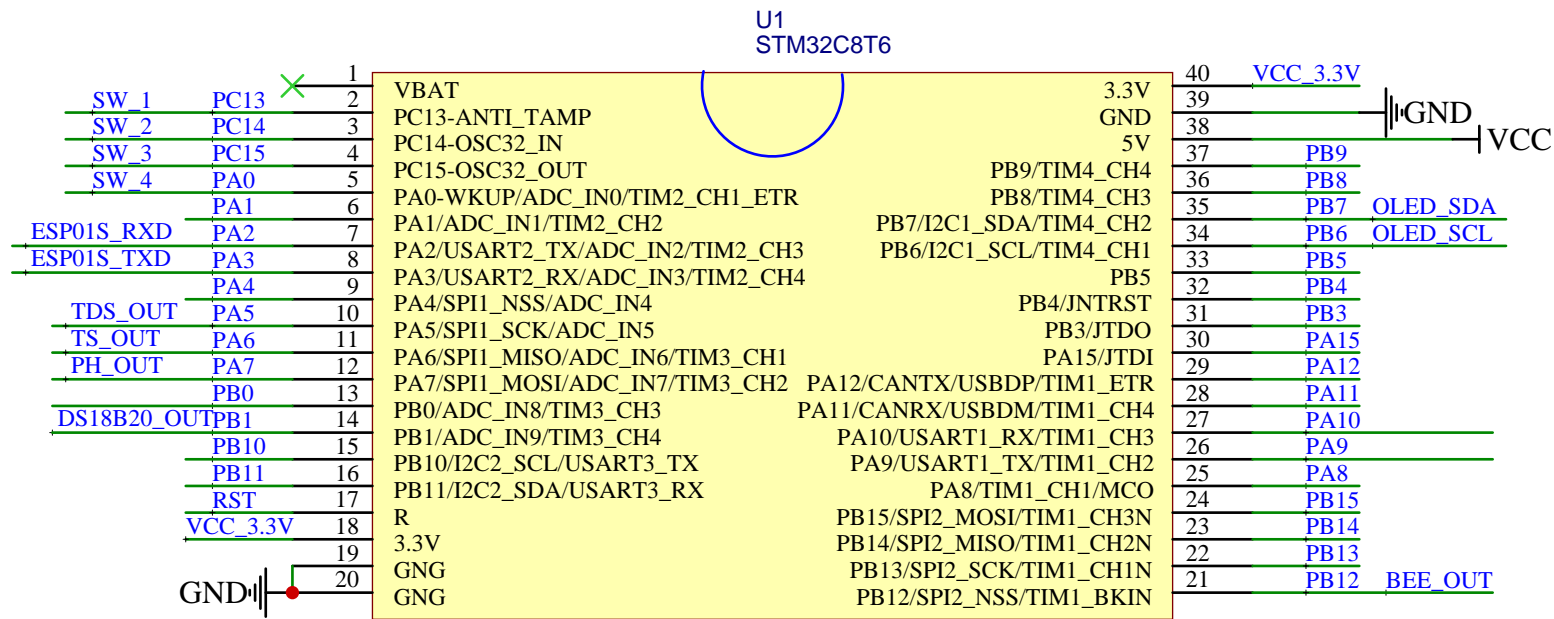 U1
STM32C8T6
1 VBAT 3.3V 40 VCC_3.3V
SW_1 PC13 2 PC13-ANTI_TAMP GND 39 GND
SW_2 PC14 3 PC14-OSC32_IN 5V 38 VCC
SW_3 PC15 4 PC15-OSC32_OUT PB9/TIM4_CH4 37 PB9
SW_4 PA0 5 PA0-WKUP/ADC_IN0/TIM2_CH1_ETR PB8/TIM4_CH3 36 PB8
PA1 6 PA1/ADC_IN1/TIM2_CH2 PB7/I2C1_SDA/TIM4_CH2 35 PB7 OLED_SDA
ESP01S_RXD PA2 7 PA2/USART2_TX/ADC_IN2/TIM2_CH3 PB6/I2C1_SCL/TIM4_CH1 34 PB6 OLED_SCL
ESP01S_TXD PA3 8 PA3/USART2_RX/ADC_IN3/TIM2_CH4 PB5 33 PB5
PA4 9 PA4/SPI1_NSS/ADC_IN4 PB4/JNTRST 32 PB4
TDS_OUT PA5 10 PA5/SPI1_SCK/ADC_IN5 PB3/JTDO 31 PB3
TS_OUT PA6 11 PA6/SPI1_MISO/ADC_IN6/TIM3_CH1 PA15/JTDI 30 PA15
PH_OUT PA7 12 PA7/SPI1_MOSI/ADC_IN7/TIM3_CH2 PA12/CANTX/USBDP/TIM1_ETR 29 PA12
PB0 13 PB0/ADC_IN8/TIM3_CH3 PA11/CANRX/USBDM/TIM1_CH4 28 PA11
DS18B20_OUT PB1 14 PB1/ADC_IN9/TIM3_CH4 PA10/USART1_RX/TIM1_CH3 27 PA10
PB10 15 PB10/I2C2_SCL/USART3_TX PA9/USART1_TX/TIM1_CH2 26 PA9
PB11 16 PB11/I2C2_SDA/USART3_RX PA8/TIM1_CH1/MCO 25 PA8
RST 17 R PB15/SPI2_MOSI/TIM1_CH3N 24 PB15
VCC_3.3V 18 3.3V PB14/SPI2_MISO/TIM1_CH2N 23 PB14
19 GNG PB13/SPI2_SCK/TIM1_CH1N 22 PB13
GND 20 GNG PB12/SPI2_NSS/TIM1_BKIN 21 PB12 BEE_OUT